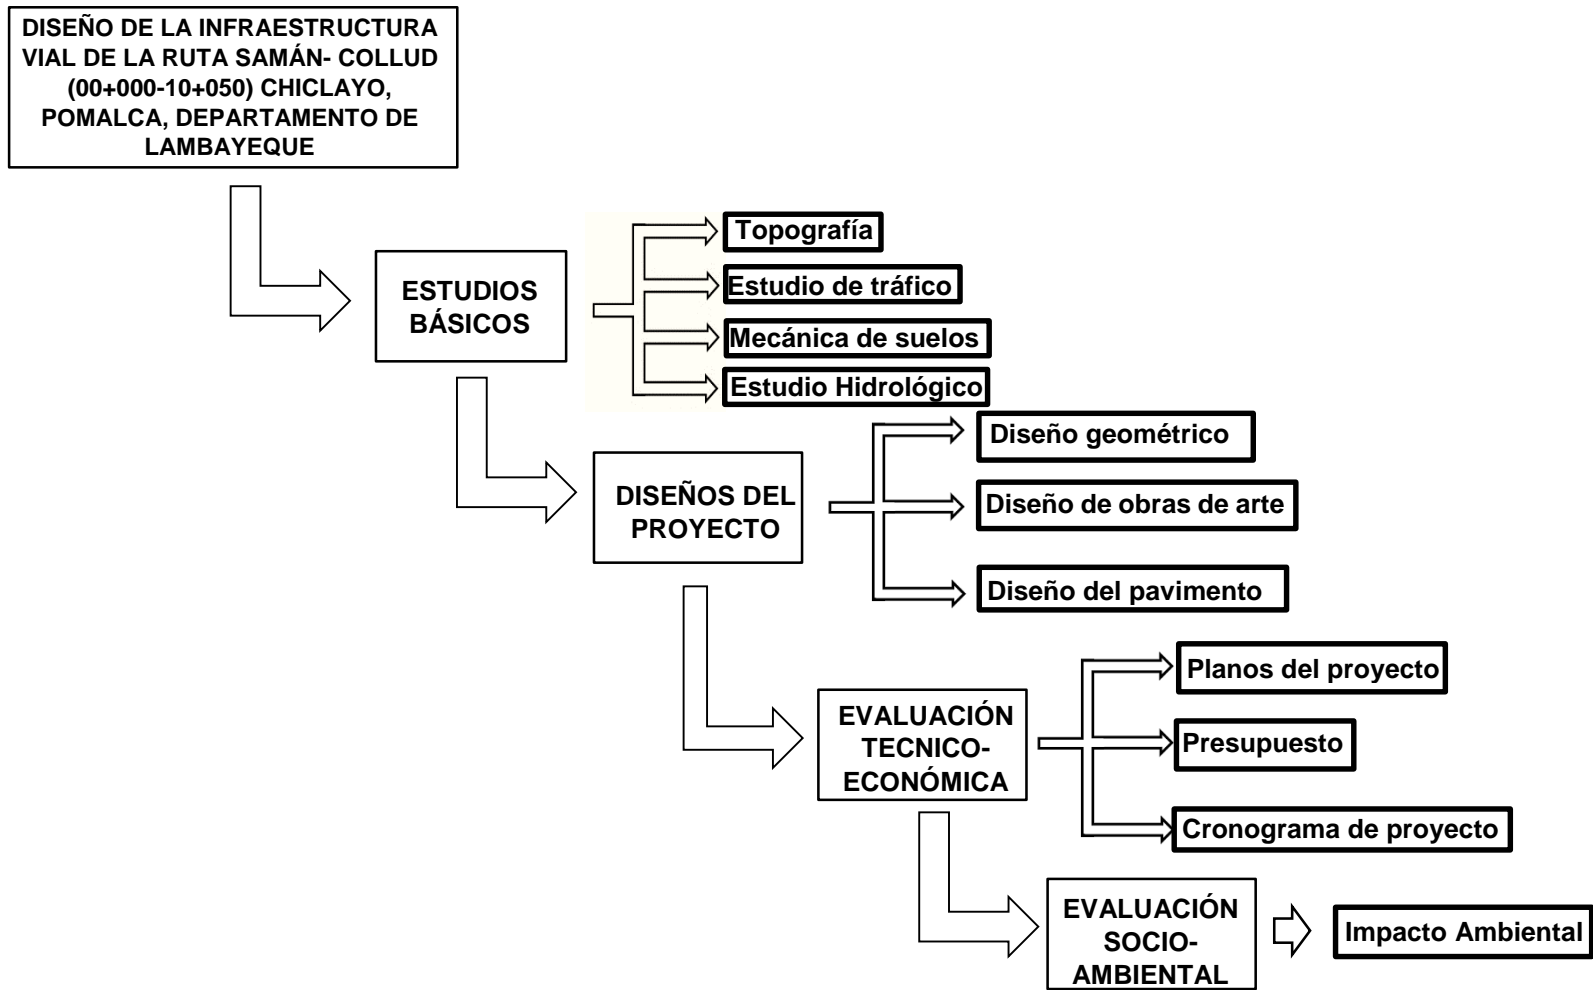 DISEÑO DE LA INFRAESTRUCTURA
VIAL DE LA RUTA SAMÁN- COLLUD
(00+000-10+050) CHICLAYO,
POMALCA, DEPARTAMENTO DE
LAMBAYEQUE
ESTUDIOS
BÁSICOS
Topografía
Estudio de tráfico
Mecánica de suelos
Estudio Hidrológico
DISEÑOS DEL
PROYECTO
Diseño geométrico
Diseño de obras de arte
Diseño del pavimento
EVALUACIÓN
TECNICO-
ECONÓMICA
Planos del proyecto
Presupuesto
Cronograma de proyecto
EVALUACIÓN
SOCIO-
AMBIENTAL
Impacto Ambiental